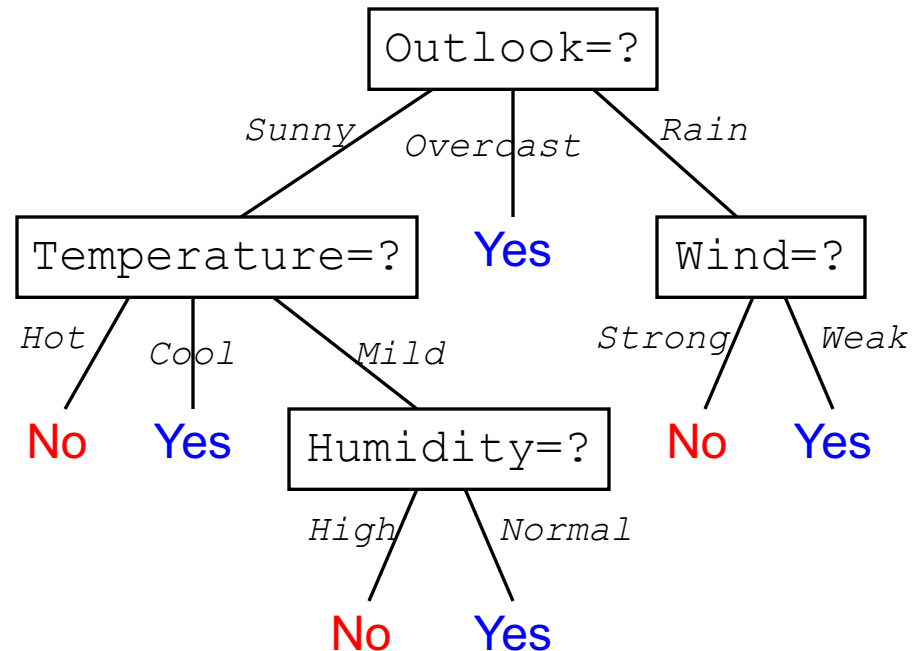 Outlook=?
Sunny
Overcast
Rain
Temperature=?
Yes
Wind=?
Hot
Cool
Mild
Strong
Weak
No
Yes
Humidity=?
No
Yes
High
Normal
No
Yes